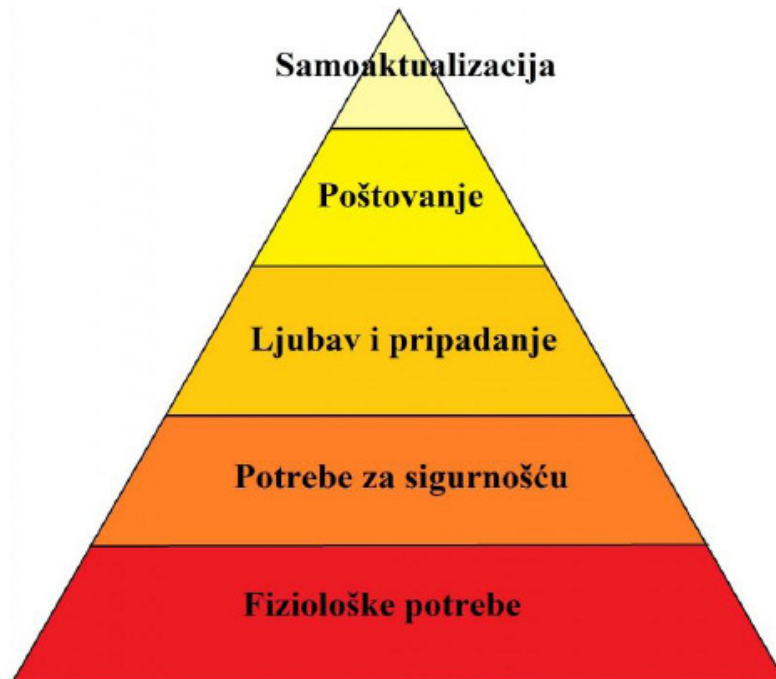 Samoaktualizacija
Poštovanje
Ljubav i pripadanje
Potrebe za sigurnošću
Fiziološke potrebe